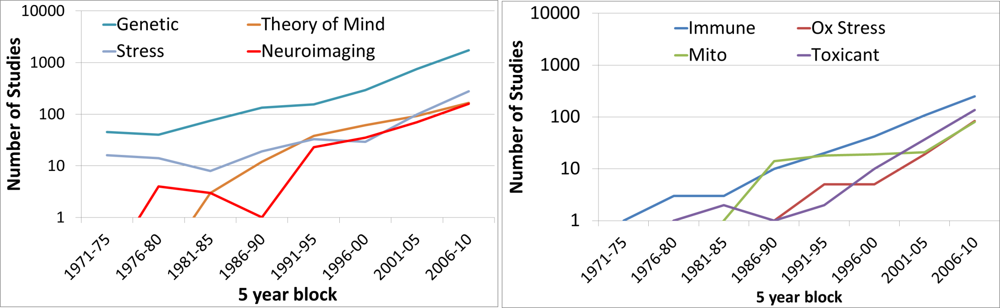 10000
1000
100
10
1
Number of Studies
Genetic
Theory of Mind
Stress
Neuroimaging
1971-75
1976-80
1981-85
1986-90
1991-95
1996-00
2001-05
2006-10
5 year block
10000
1000
100
10
1
Number of Studies
Immune
Ox Stress
Mito
Toxicant
1971-75
1976-80
1981-85
1986-90
1991-95
1996-00
2001-05
2006-10
5 year block